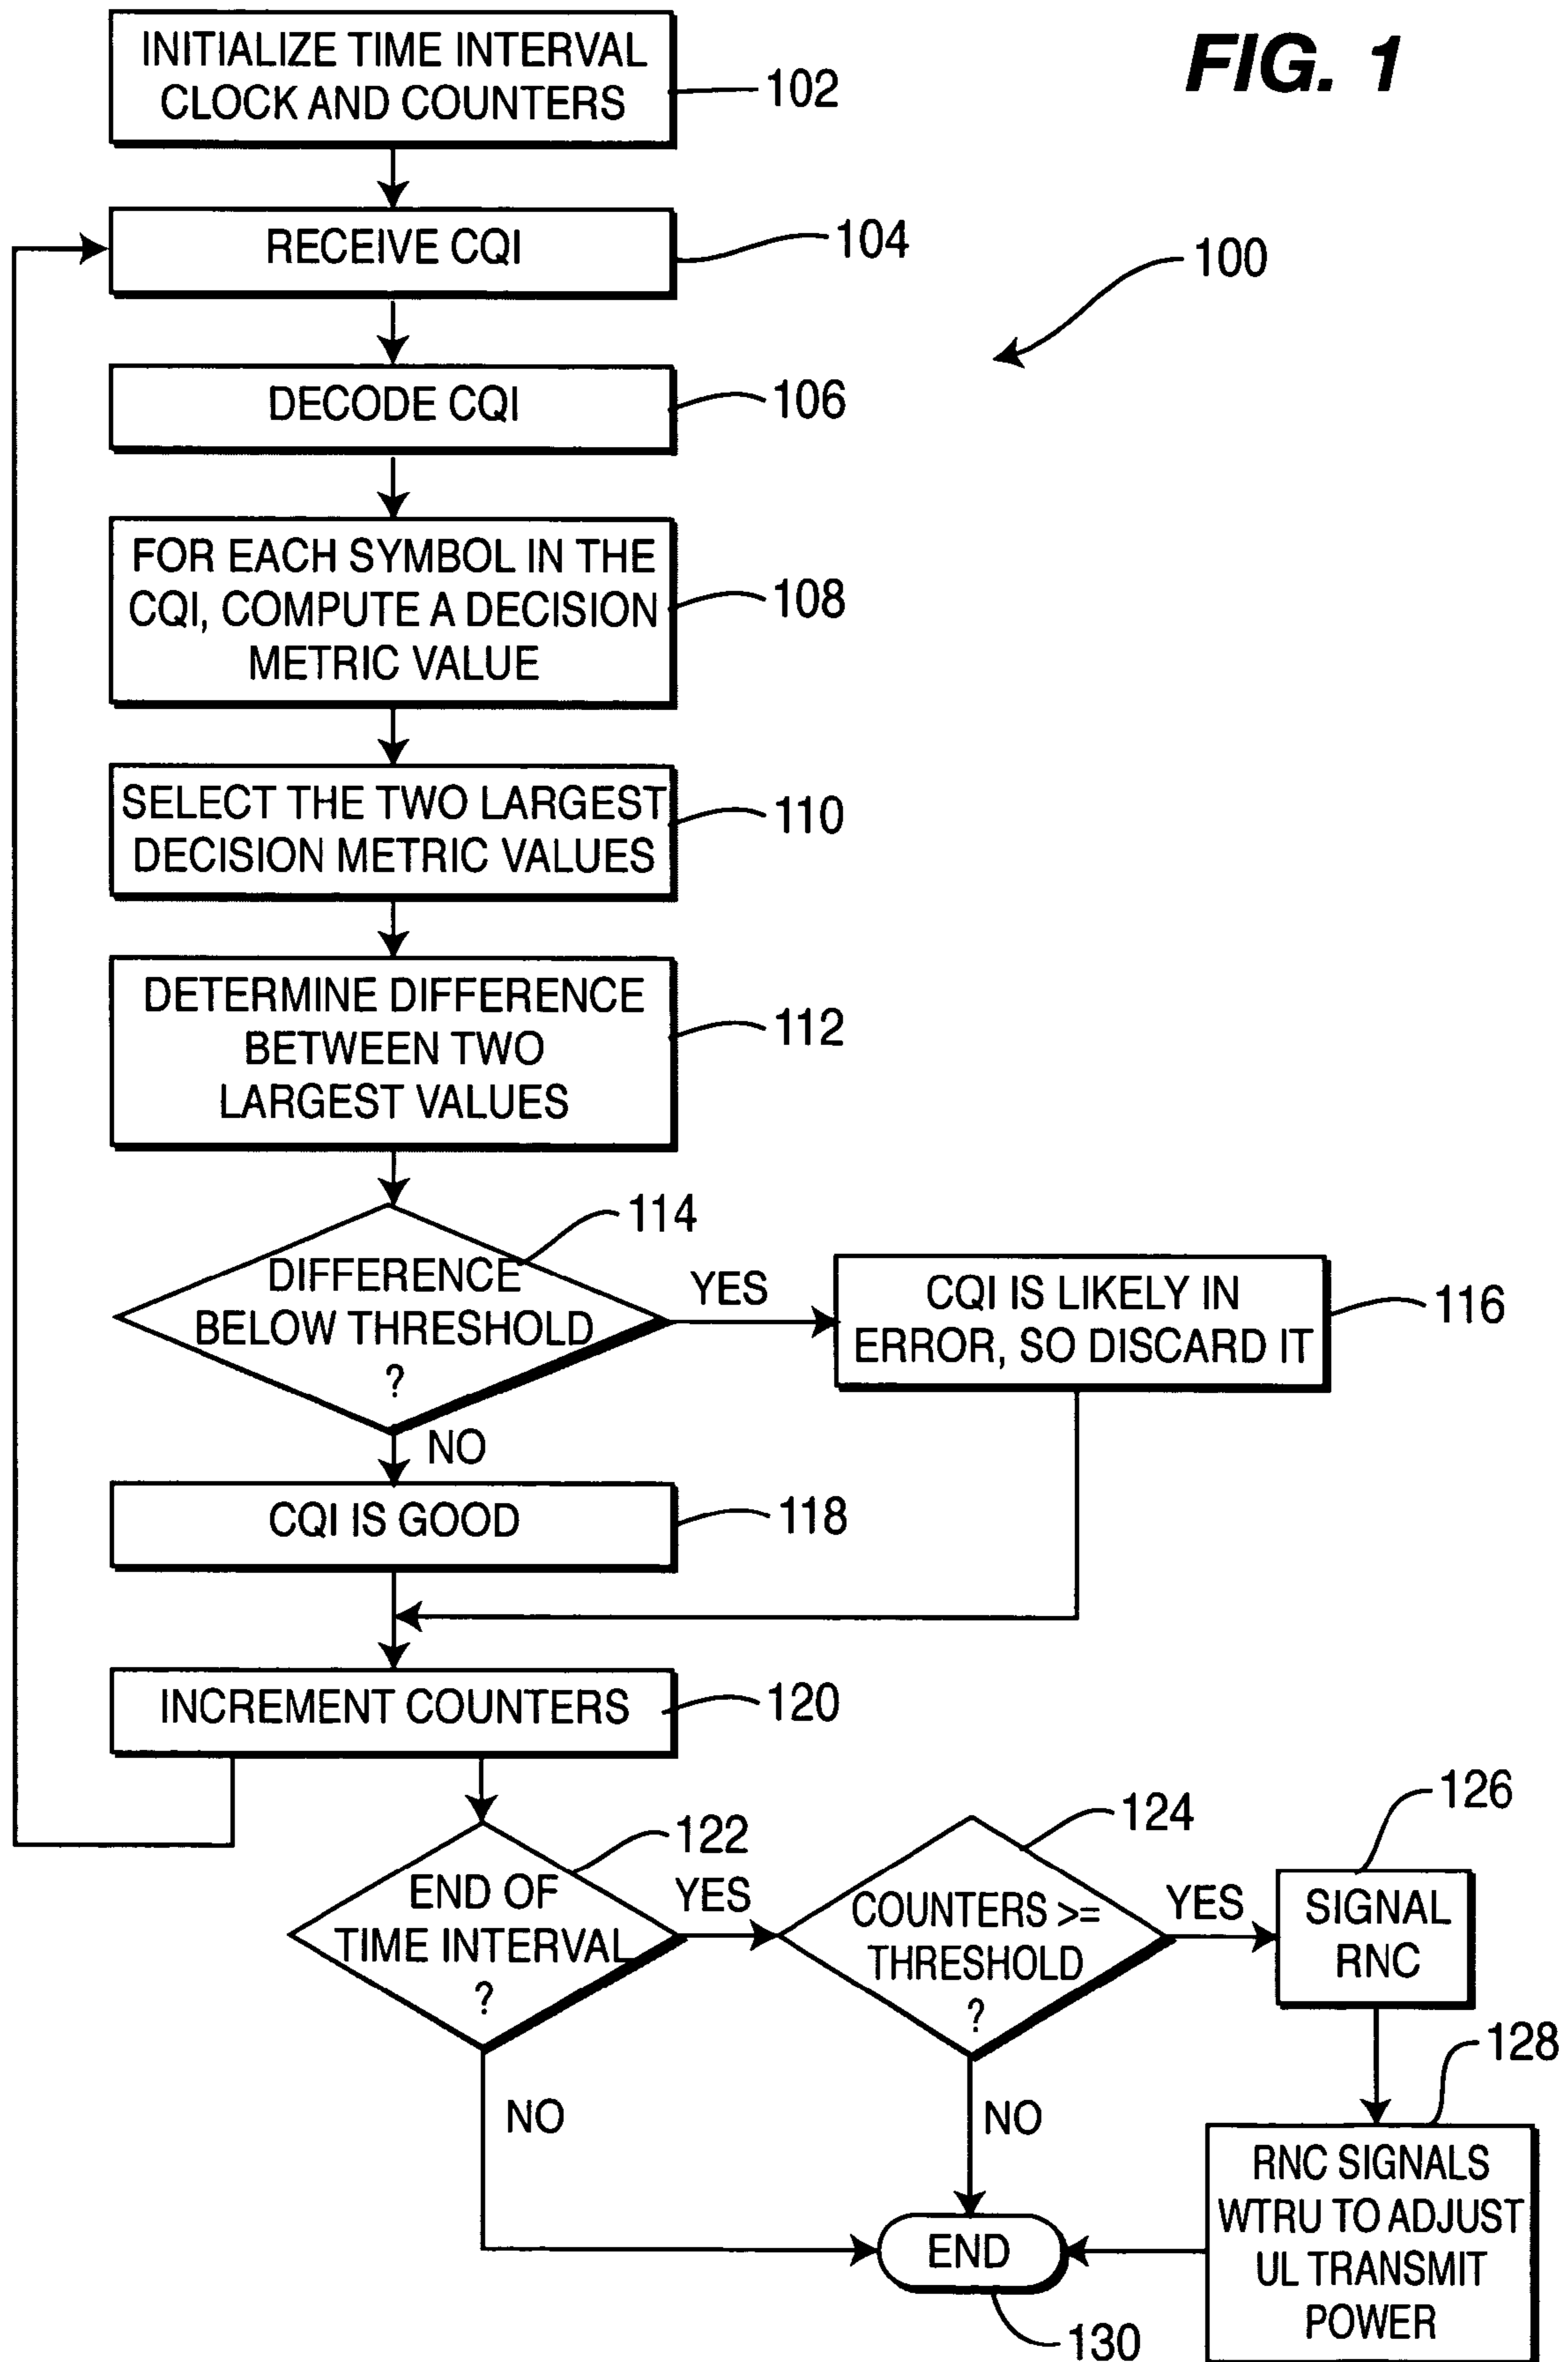 FIG. 1
INITIALIZE TIME INTERVAL
CLOCK AND COUNTERS
102
RECEIVE CQI
104
100
DECODE CQI
106
FOR EACH SYMBOL IN THE
CQI, COMPUTE A DECISION
METRIC VALUE
108
SELECT THE TWO LARGEST
DECISION METRIC VALUES
110
DETERMINE DIFFERENCE
BETWEEN TWO
LARGEST VALUES
112
114
DIFFERENCE
BELOW THRESHOLD
?
YES
CQI IS LIKELY IN
ERROR, SO DISCARD IT
116
NO
CQI IS GOOD
118
INCREMENT COUNTERS
120
122
END OF
TIME INTERVAL
?
YES
124
COUNTERS >=
THRESHOLD
?
YES
126
SIGNAL
RNC
128
NO
NO
RNC SIGNALS
WTRU TO ADJUST
UL TRANSMIT
POWER
END
130